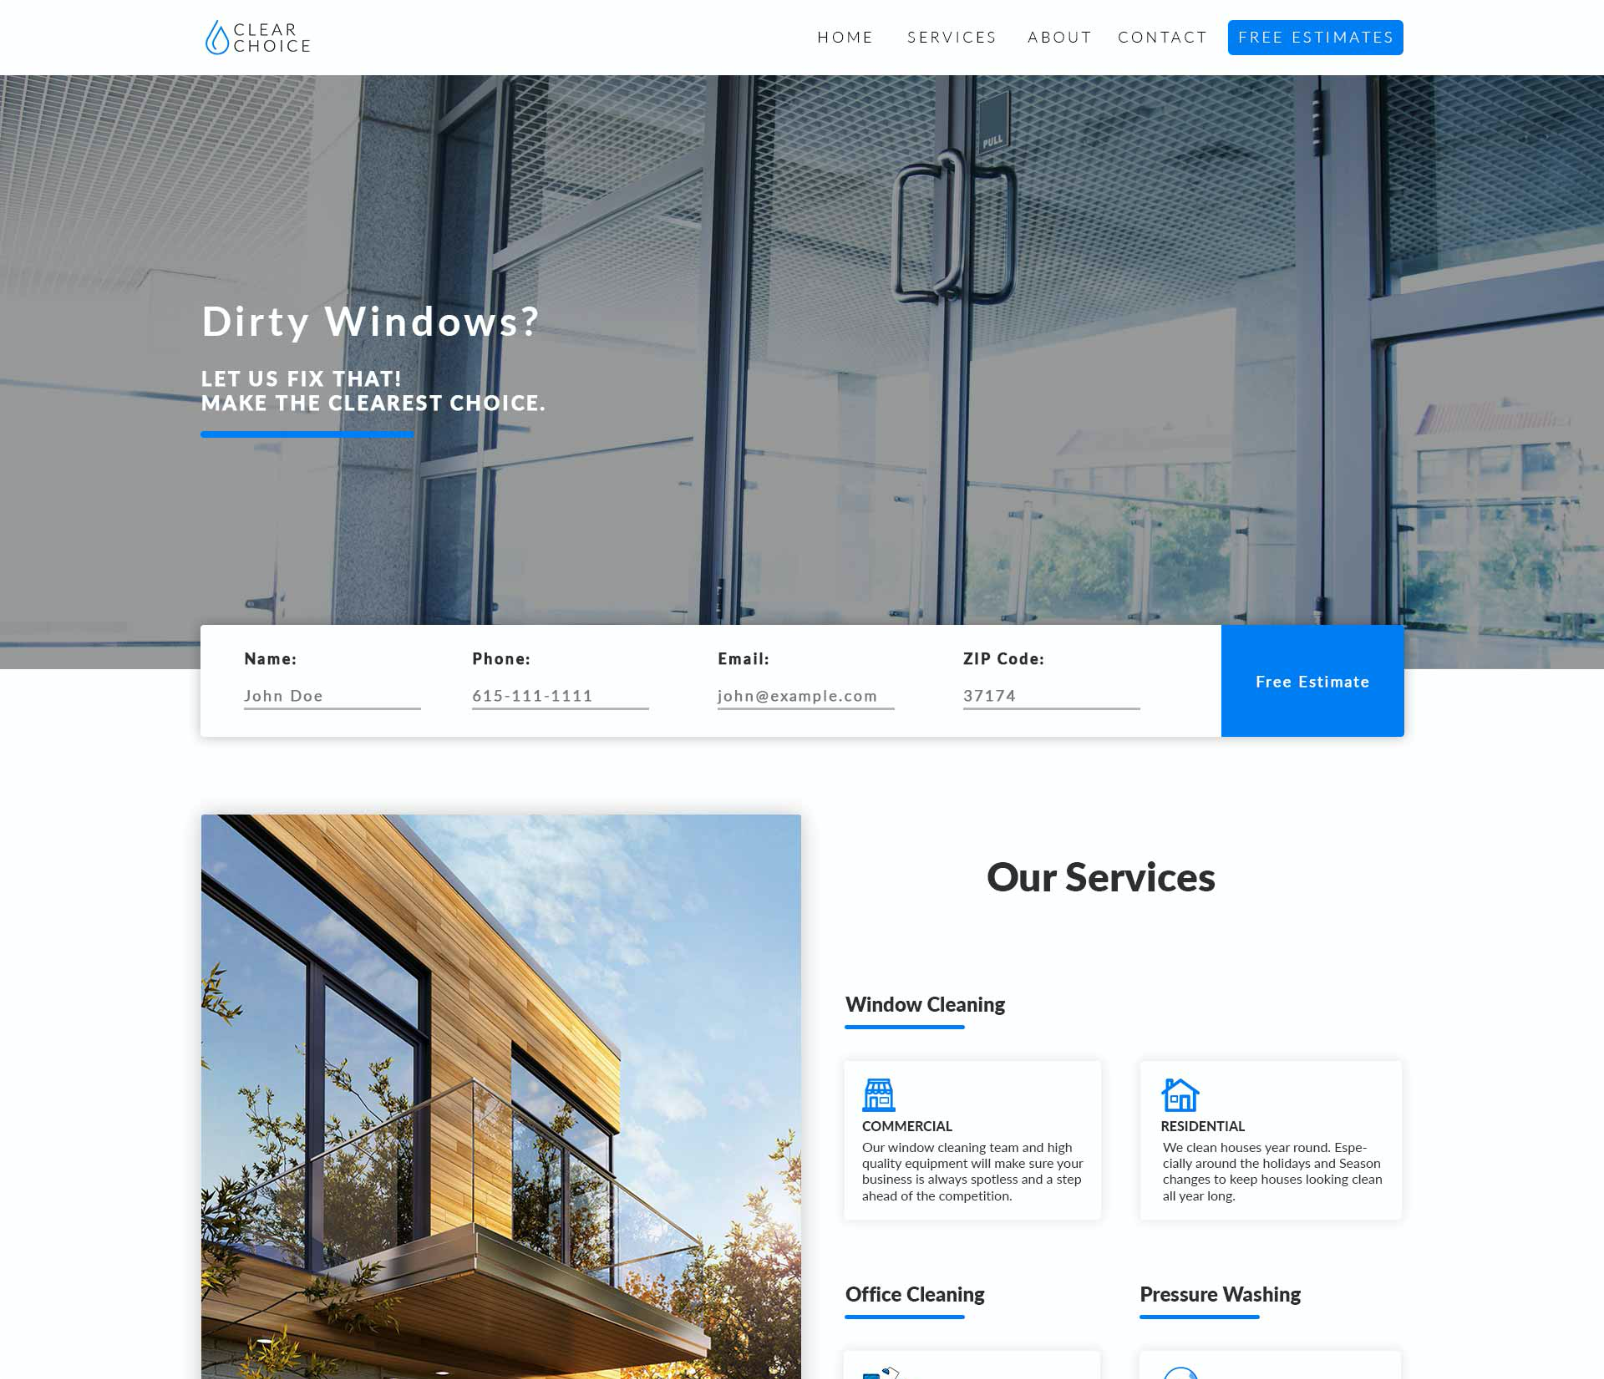 CLEAR
CHOICE
HOME SERVICES ABOUT CONTACT FREE ESTIMATES
PULL
Dirty Windows?
LET US FIX THAT!
MAKE THE CLEAREST CHOICE.
Name: Phone: Email: ZIP Code:
John Doe 615-111-1111 john@example.com 37174
Free Estimate
Our Services
Window Cleaning
COMMERCIAL
Our window cleaning team and high
quality equipment will make sure your
business is always spotless and a step
ahead of the competition.
RESIDENTIAL
We clean houses year round. Espe-
cially around the holidays and Season
changes to keep houses looking clean
all year long.
Office Cleaning
Pressure Washing